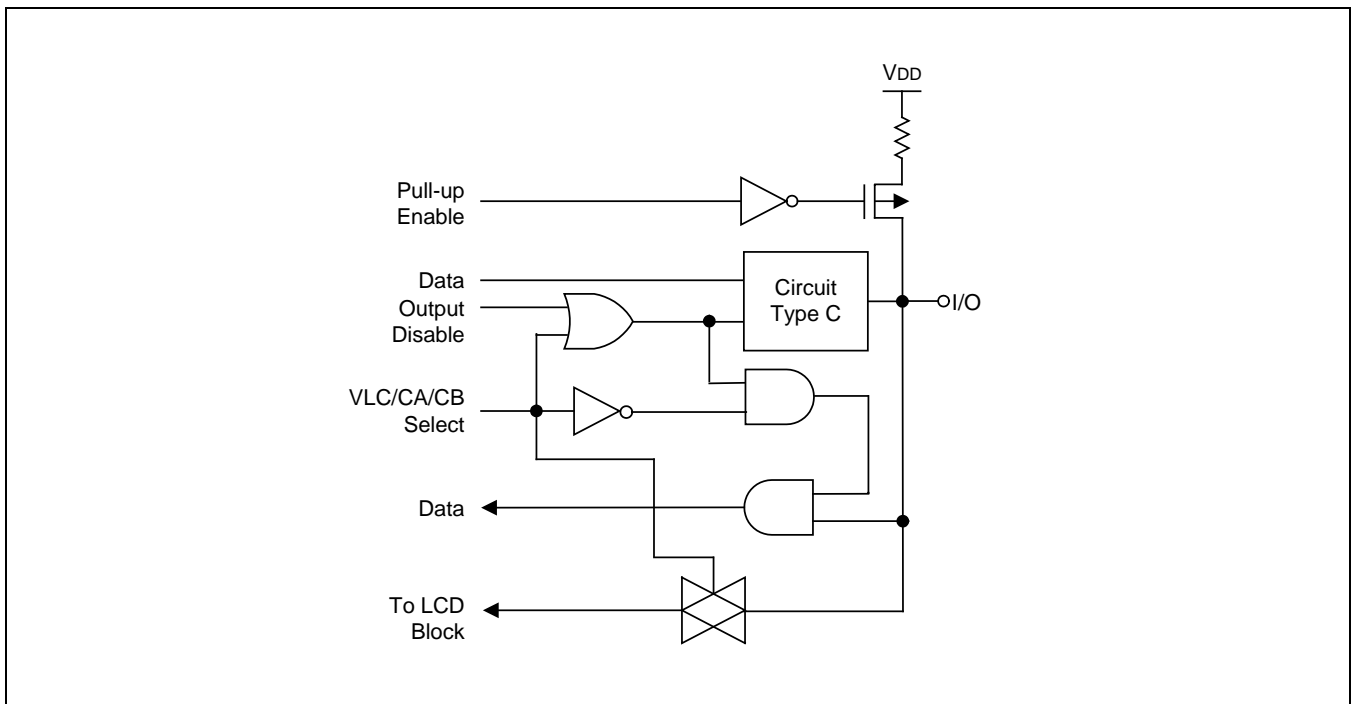 VDD
Pull-up
Enable
Data
Output
Disable
Circuit
Type C
I/O
VLC/CA/CB
Select
Data
To LCD
Block